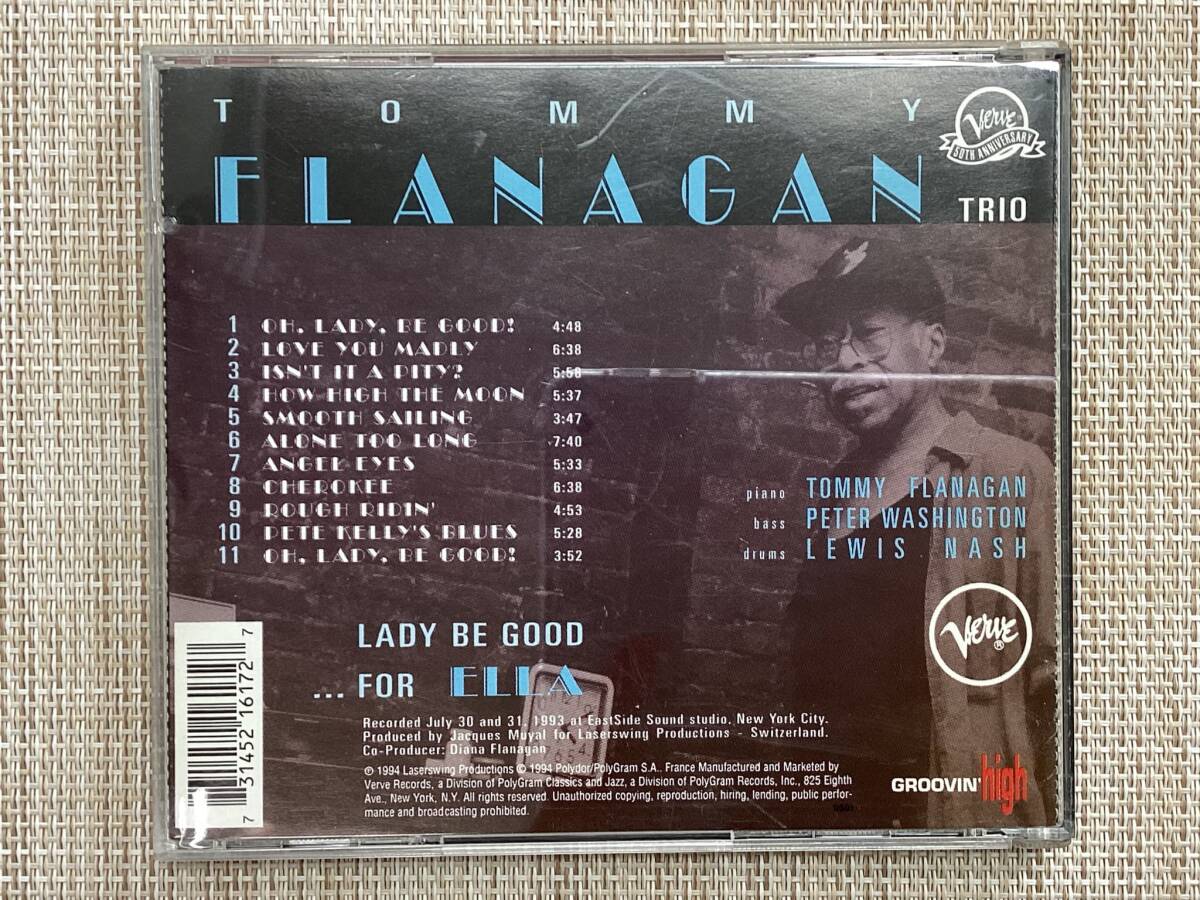 TOMMY
FLANAGAN TRIO
Verve
50TH ANNIVERSARY
1 OH, LADY, BE GOOD! 4:48
2 LOVE YOU MADLY 6:38
3 ISN'T IT A PITY? 5:58
4 HOW HIGH THE MOON 5:37
5 SMOOTH SAILING 3:47
6 ALONE TOO LONG 7:40
7 ANGEL EYES 5:33
8 CHEROKEE 6:38
9 ROUGH RIDIN' 4:53
10 PETE KELLY'S BLUES 5:28
11 OH, LADY, BE GOOD! 3:52
piano TOMMY FLANAGAN
bass PETER WASHINGTON
drums LEWIS NASH
Verve ®
LADY BE GOOD
... FOR ELLA
Recorded July 30 and 31, 1993 at EastSide Sound studio, New York City.
Produced by Jacques Muyal for Laserswing Productions - Switzerland.
Co-Producer: Diana Flanagan
℗ 1994 Laserswing Productions © 1994 Polydor/PolyGram S.A., France Manufactured and Marketed by
Verve Records, a Division of PolyGram Classics and Jazz, a Division of PolyGram Records, Inc., 825 Eighth
Ave., New York, N.Y. All rights reserved. Unauthorized copying, reproduction, hiring, lending, public perfor-
mance and broadcasting prohibited.
GROOVIN' high
7 31452 16172 7